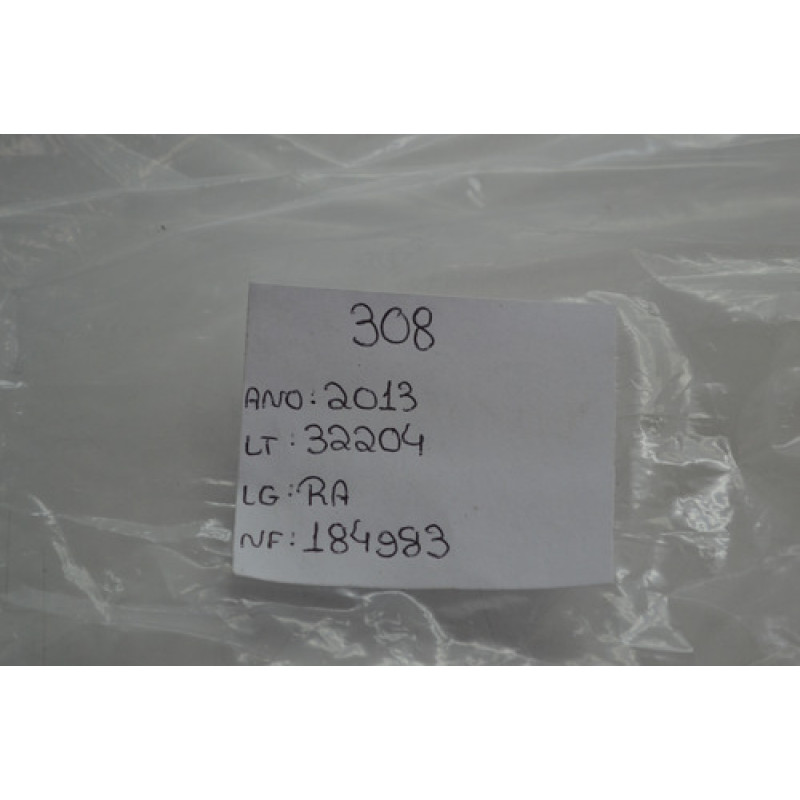 308
ANO: 2013
LT: 32204
LG: RA
NF: 184983